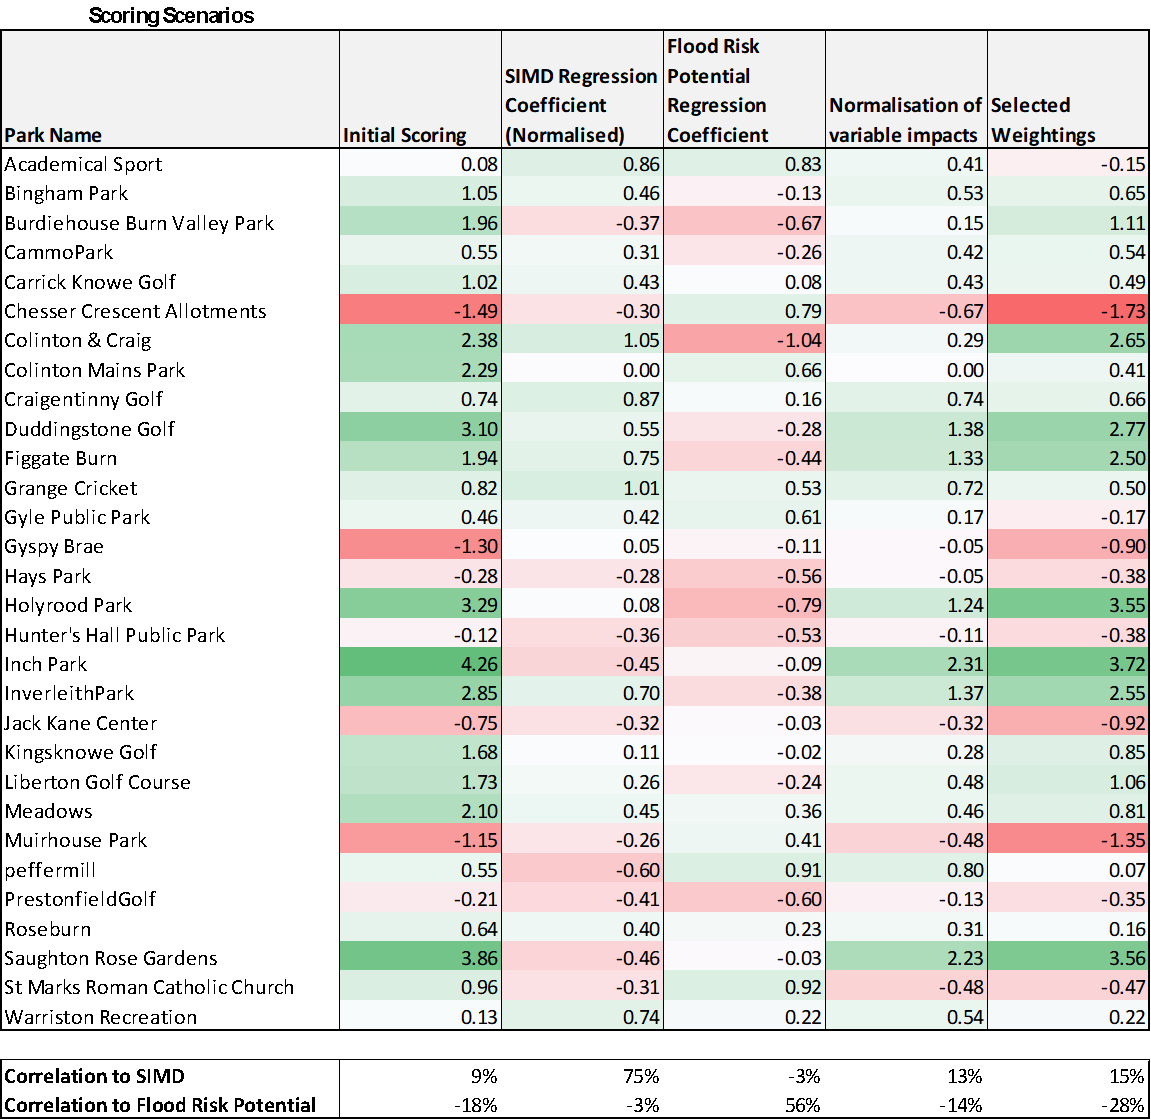 Scoring Scenarios
Park Name Initial Scoring SIMD Regression Coefficient (Normalised) Flood Risk Potential Regression Coefficient Normalisation of variable impacts Selected Weightings
Academical Sport 0.08 0.86 0.83 0.41 -0.15
Bingham Park 1.05 0.46 -0.13 0.53 0.65
Burdiehouse Burn Valley Park 1.96 -0.37 -0.67 0.15 1.11
CammoPark 0.55 0.31 -0.26 0.42 0.54
Carrick Knowe Golf 1.02 0.43 0.08 0.43 0.49
Chesser Crescent Allotments -1.49 -0.30 0.79 -0.67 -1.73
Colinton & Craig 2.38 1.05 -1.04 0.29 2.65
Colinton Mains Park 2.29 0.00 0.66 0.00 0.41
Craigentinny Golf 0.74 0.87 0.16 0.74 0.66
Duddingstone Golf 3.10 0.55 -0.28 1.38 2.77
Figgate Burn 1.94 0.75 -0.44 1.33 2.50
Grange Cricket 0.82 1.01 0.53 0.72 0.50
Gyle Public Park 0.46 0.42 0.61 0.17 -0.17
Gyspy Brae -1.30 0.05 -0.11 -0.05 -0.90
Hays Park -0.28 -0.28 -0.56 -0.05 -0.38
Holyrood Park 3.29 0.08 -0.79 1.24 3.55
Hunter's Hall Public Park -0.12 -0.36 -0.53 -0.11 -0.38
Inch Park 4.26 -0.45 -0.09 2.31 3.72
InverleithPark 2.85 0.70 -0.38 1.37 2.55
Jack Kane Center -0.75 -0.32 -0.03 -0.32 -0.92
Kingsknowe Golf 1.68 0.11 -0.02 0.28 0.85
Liberton Golf Course 1.73 0.26 -0.24 0.48 1.06
Meadows 2.10 0.45 0.36 0.46 0.81
Muirhouse Park -1.15 -0.26 0.41 -0.48 -1.35
peffermill 0.55 -0.60 0.91 0.80 0.07
PrestonfieldGolf -0.21 -0.41 -0.60 -0.13 -0.35
Roseburn 0.64 0.40 0.23 0.31 0.16
Saughton Rose Gardens 3.86 -0.46 -0.03 2.23 3.56
St Marks Roman Catholic Church 0.96 -0.31 0.92 -0.48 -0.47
Warriston Recreation 0.13 0.74 0.22 0.54 0.22
Correlation to SIMD 9% 75% -3% 13% 15%
Correlation to Flood Risk Potential -18% -3% 56% -14% -28%